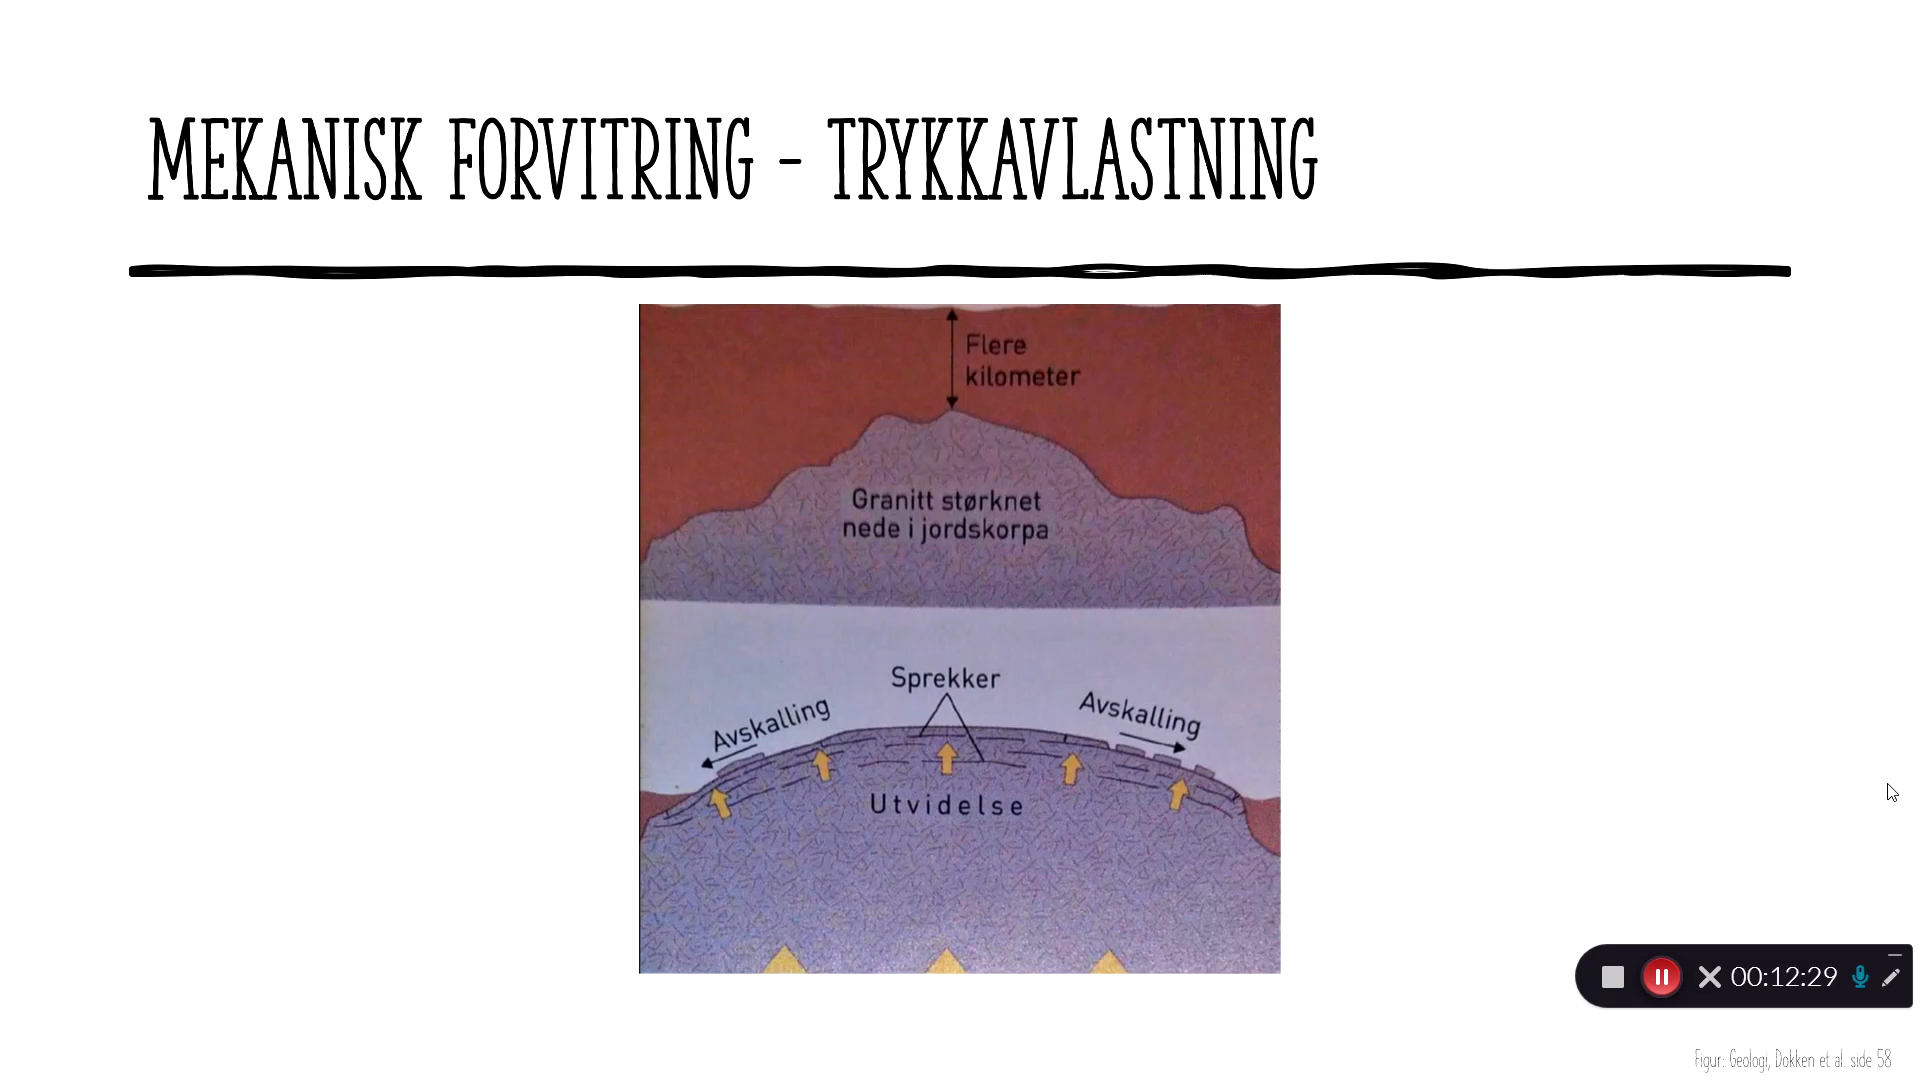 MEKANISK FORVITRING - TRYKKAVLASTNING
Flere
kilometer
Granitt størknet
nede i jordskorpa
Sprekker
Avskalling
Avskalling
Utvidelse
00:12:29
Figur: Geologi, Dokken et al. side 58